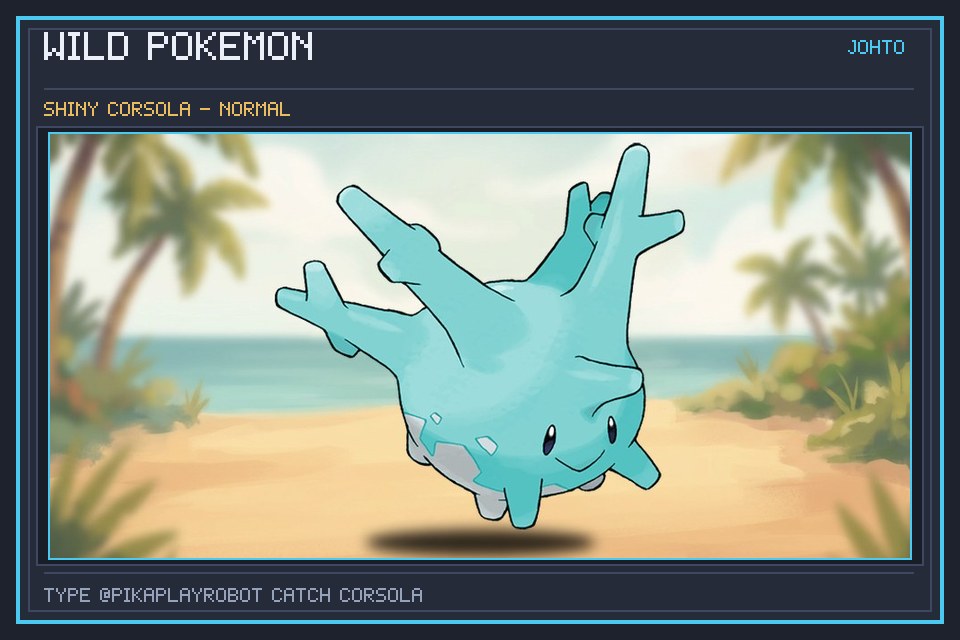 WILD POKEMON
JOHTO
SHINY CORSOLA – NORMAL
TYPE @PIKAPLAYROBOT CATCH CORSOLA